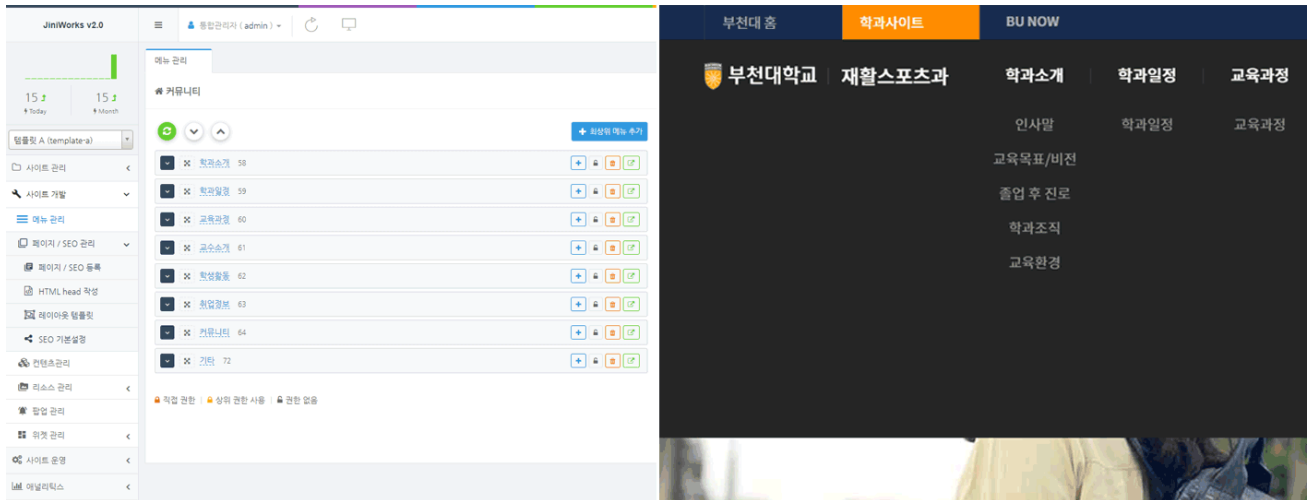 JiniWorks v2.0
통합관리자 ( admin )
15
Today
15
Month
템플릿 A (template-a)
사이트 관리
사이트 개발
메뉴 관리
페이지 / SEO 관리
페이지 / SEO 등록
HTML head 작성
레이아웃 템플릿
SEO 기본설정
컨텐츠관리
리소스 관리
팝업 관리
위젯 관리
사이트 운영
애널리틱스
메뉴 관리
커뮤니티
최상위 메뉴 추가
학과소개 58
학과일정 59
교육과정 60
교수소개 61
학생활동 62
취업정보 63
커뮤니티 64
기타 72
직접 권한 | 상위 권한 사용 | 권한 없음
부천대 홈
학과사이트
BU NOW
부천대학교 재활스포츠과
학과소개
학과일정
교육과정
인사말
학과일정
교육과정
교육목표/비전
졸업 후 진로
학과조직
교육환경